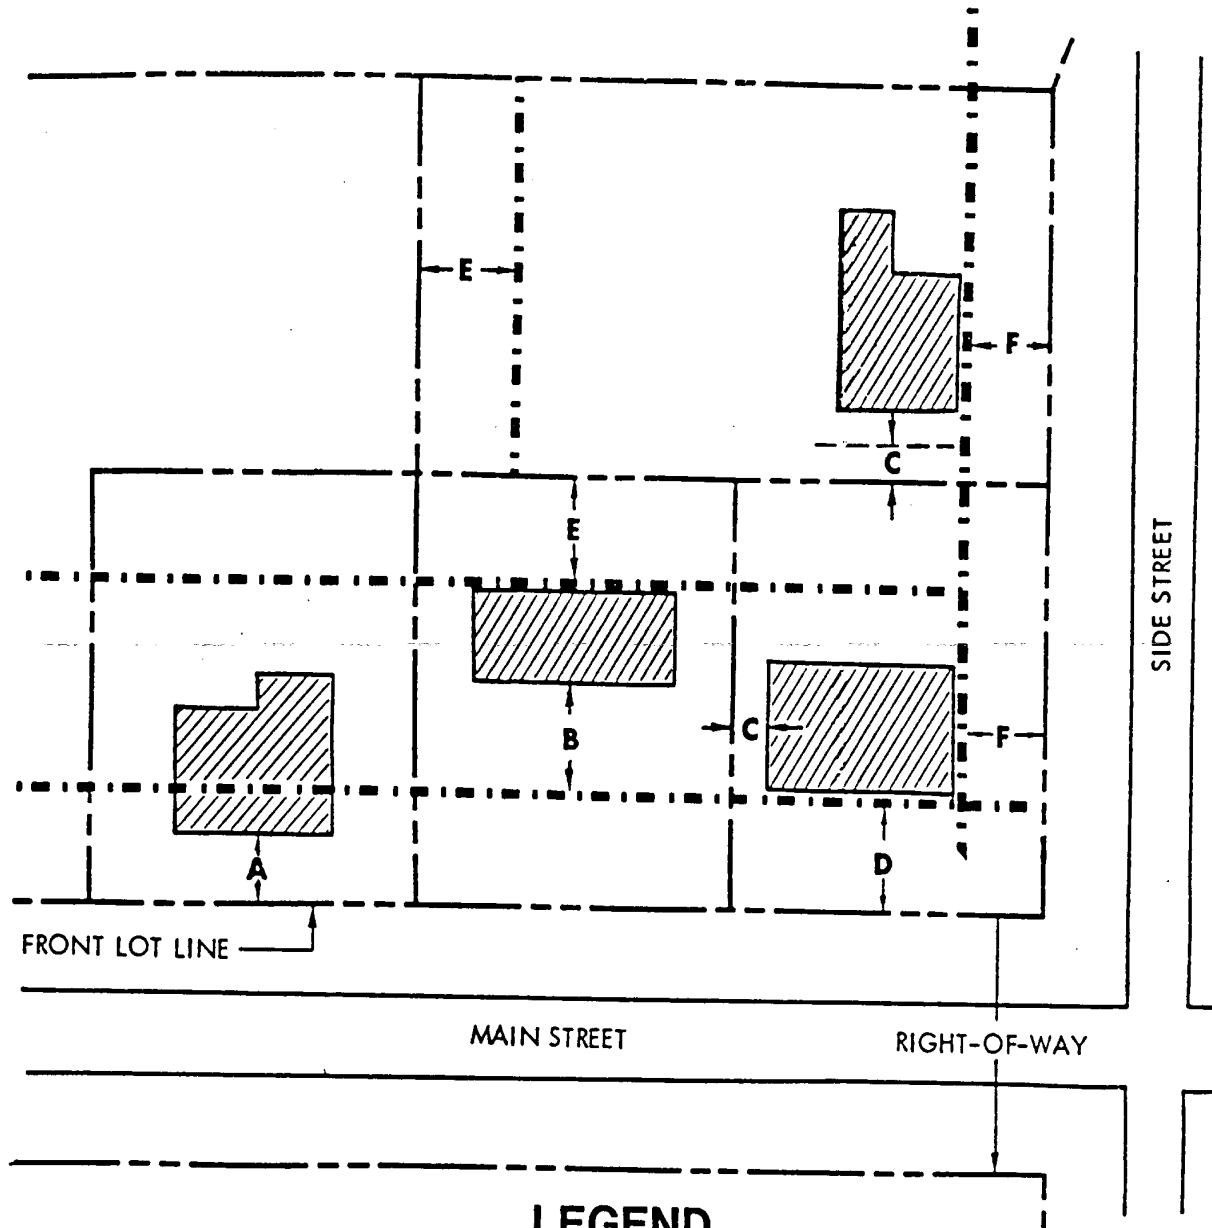 E
F
C
E
SIDE STREET
B
C
F
A
D
FRONT LOT LINE
MAIN STREET
RIGHT-OF-WAY
LEGEND